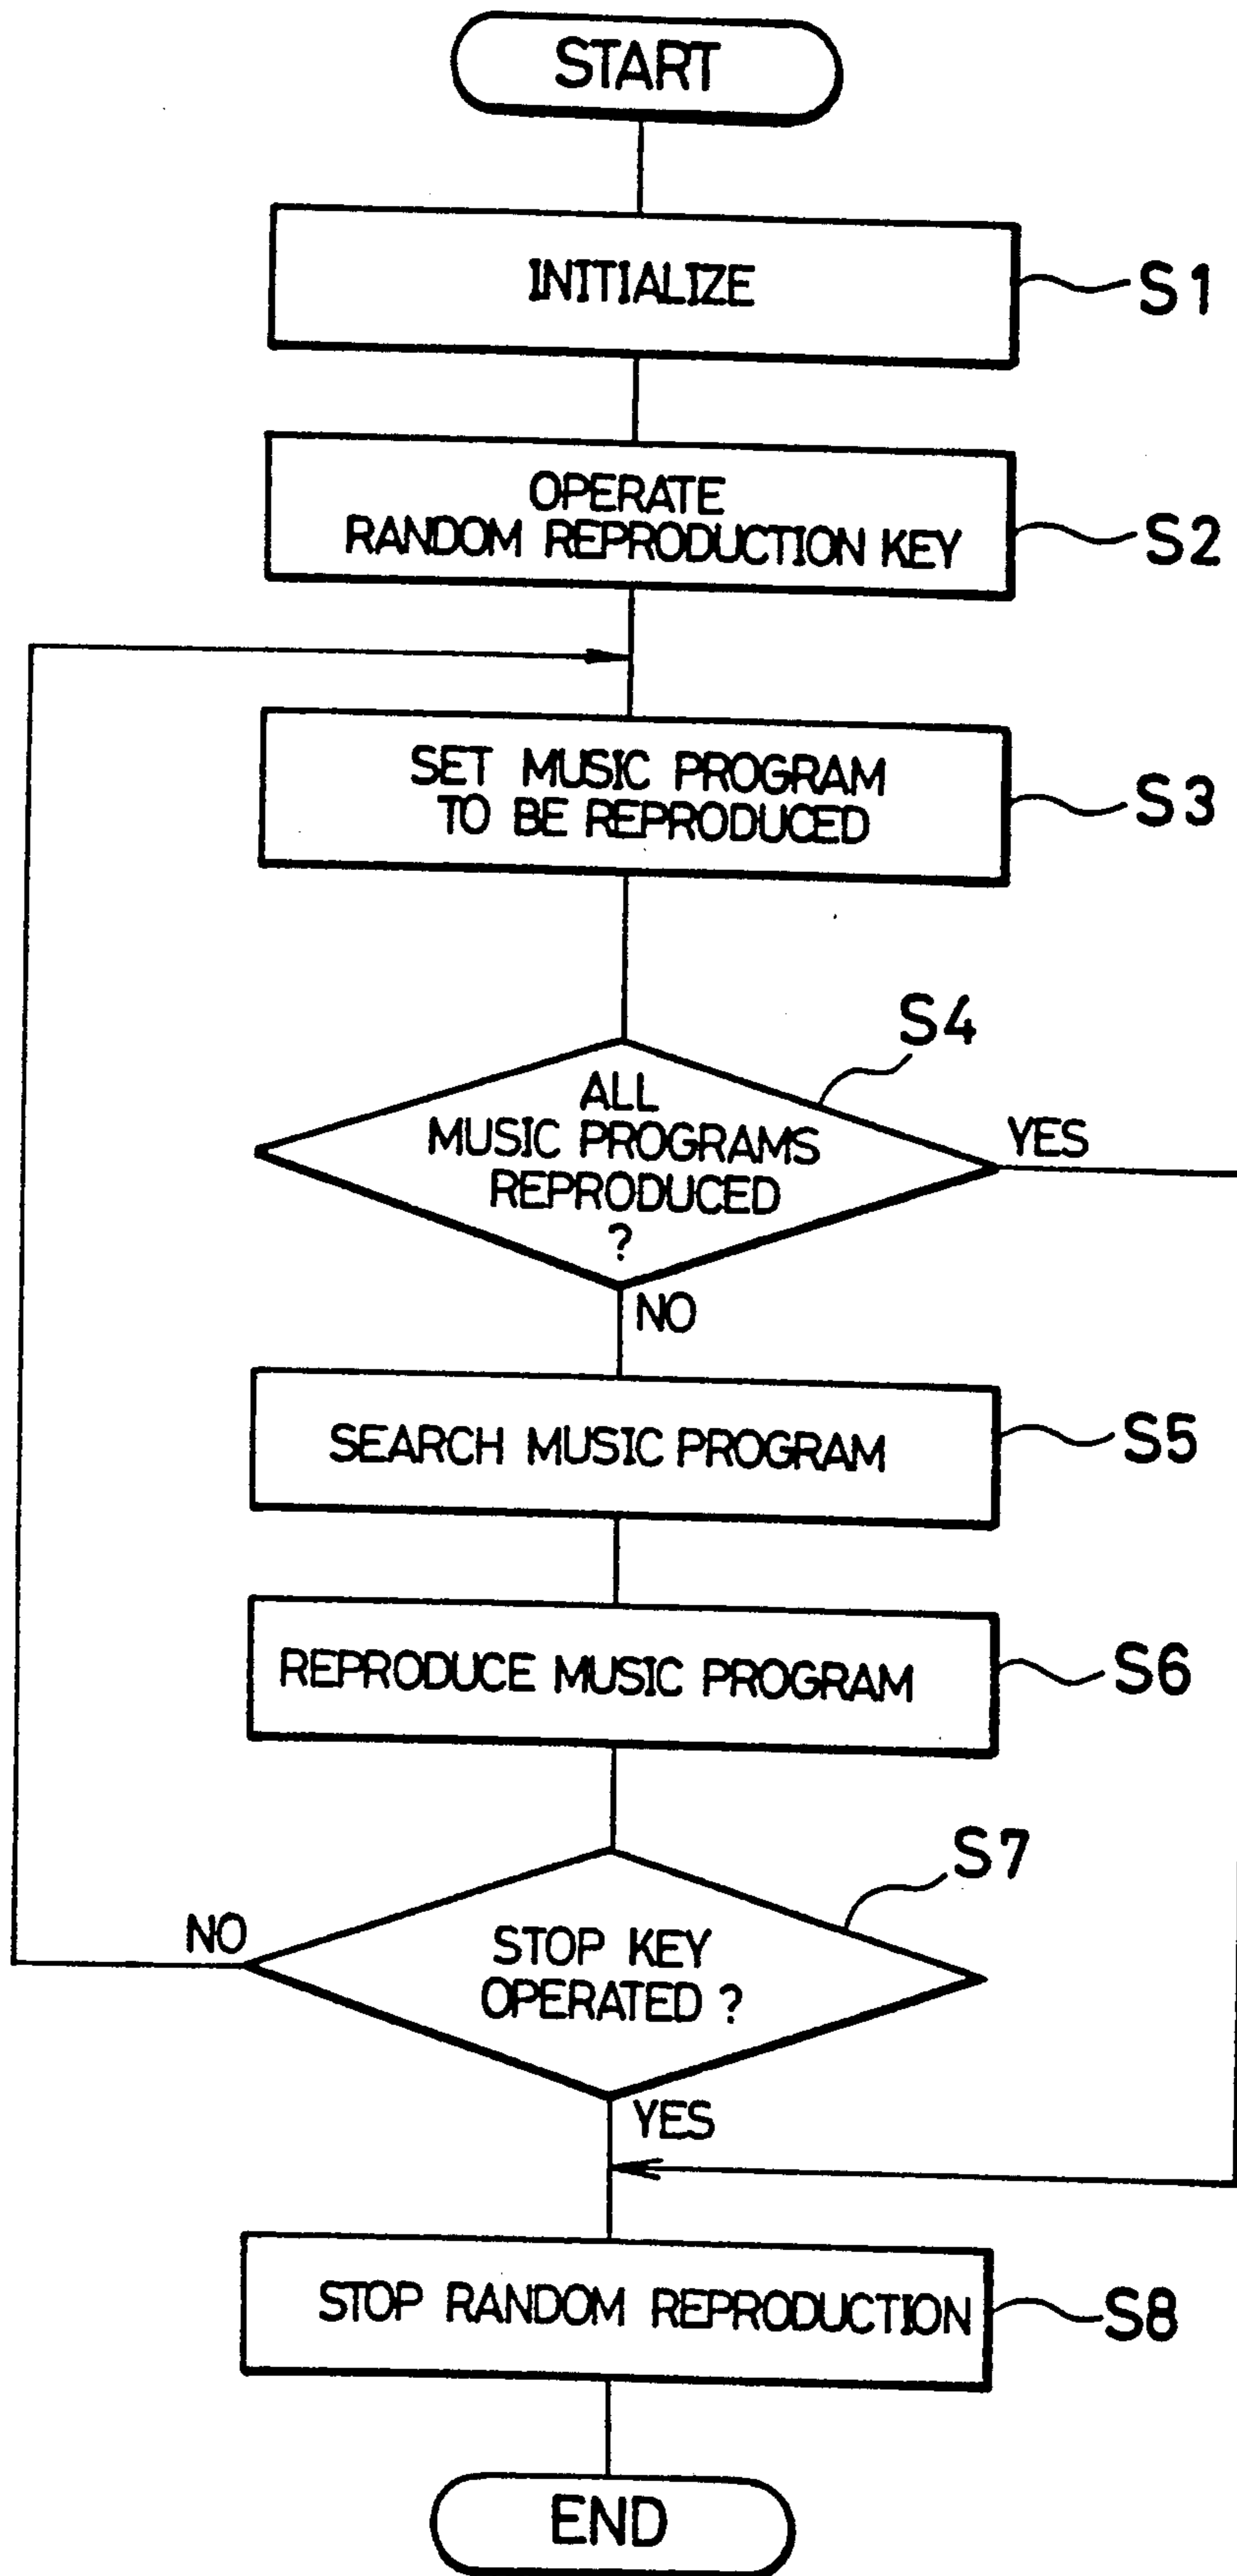 START
INITIALIZE
S1
OPERATE
RANDOM REPRODUCTION KEY
S2
SET MUSIC PROGRAM
TO BE REPRODUCED
S3
S4
ALL
MUSIC PROGRAMS
REPRODUCED
?
YES
NO
SEARCH MUSIC PROGRAM
S5
REPRODUCE MUSIC PROGRAM
S6
S7
NO
STOP KEY
OPERATED ?
YES
STOP RANDOM REPRODUCTION
S8
END